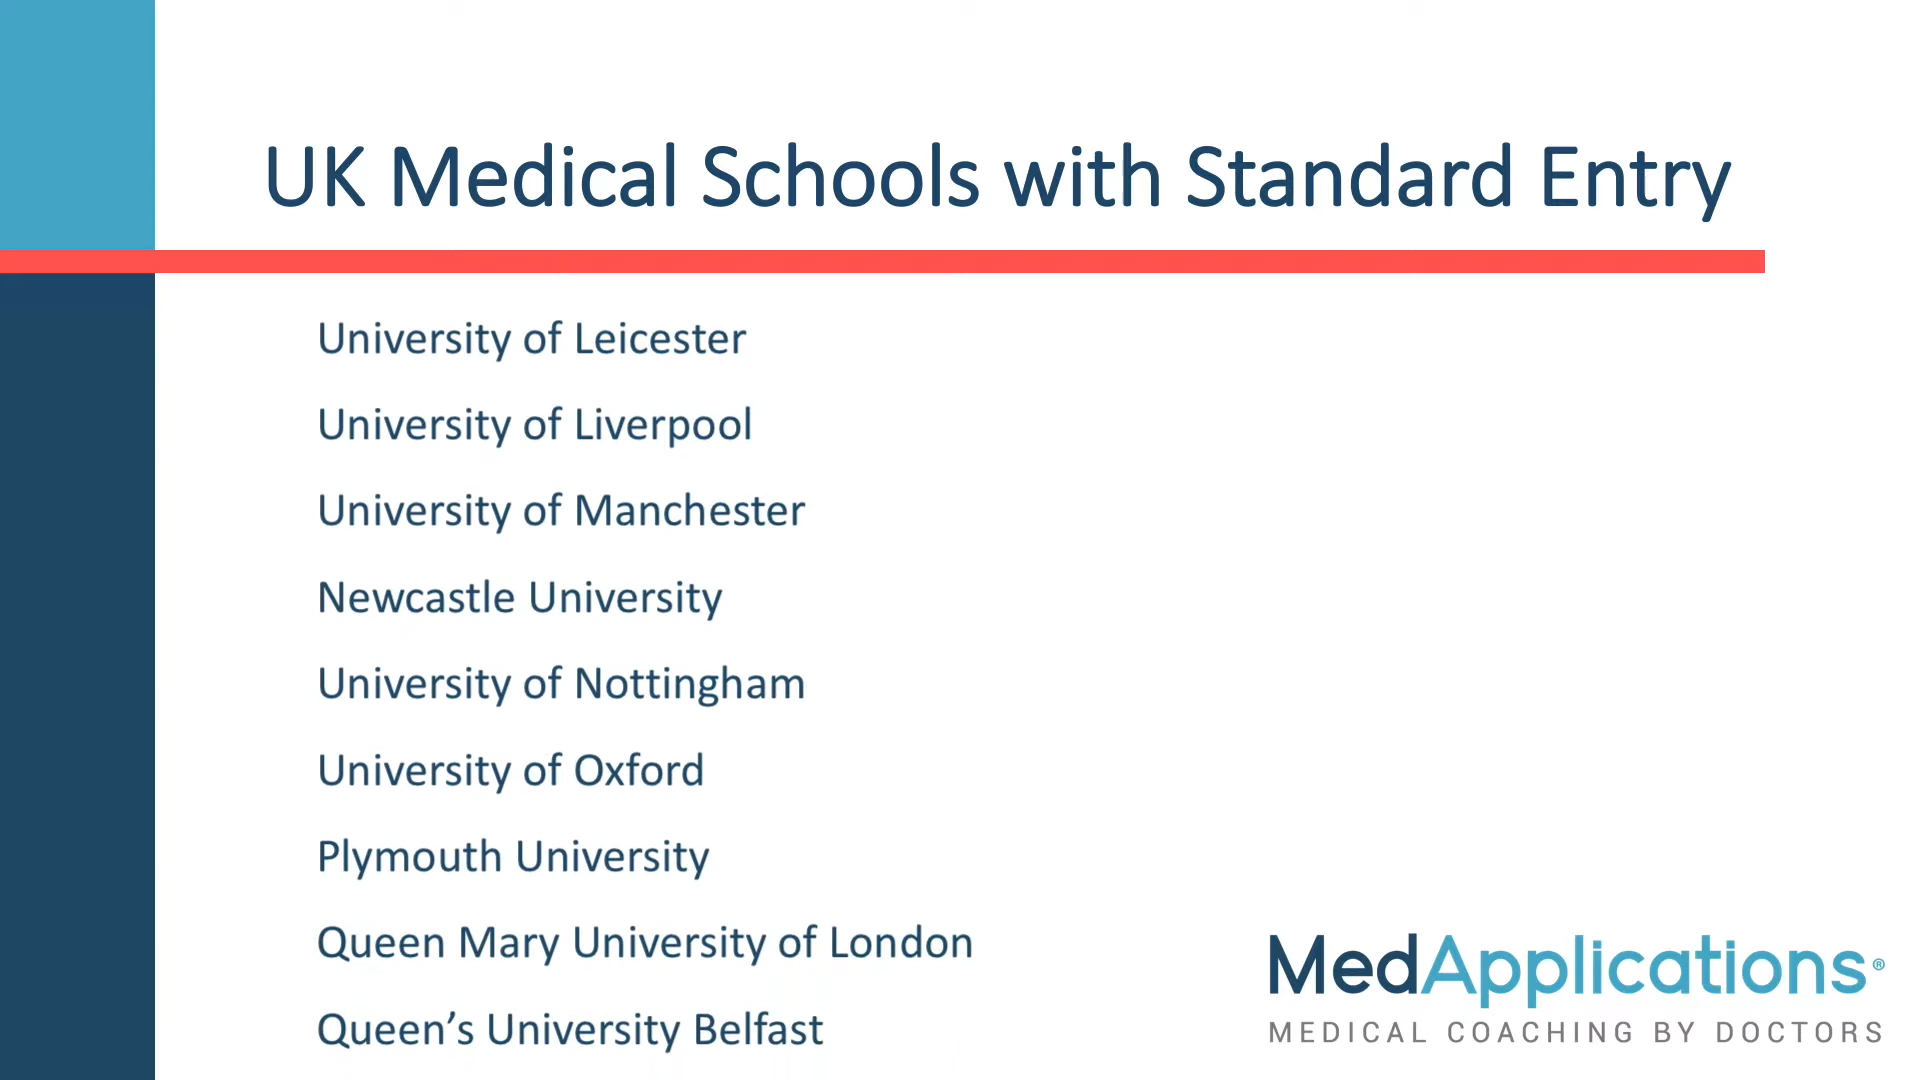 UK Medical Schools with Standard Entry
University of Leicester
University of Liverpool
University of Manchester
Newcastle University
University of Nottingham
University of Oxford
Plymouth University
Queen Mary University of London
Queen’s University Belfast
MedApplications®
MEDICAL COACHING BY DOCTORS